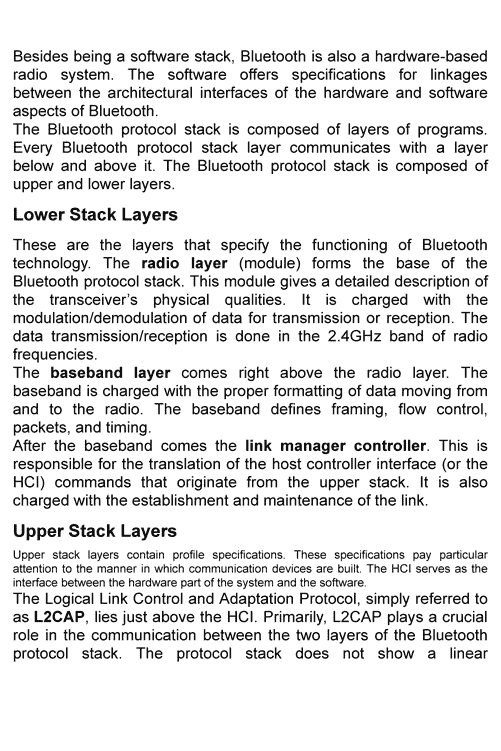 Besides being a software stack, Bluetooth is also a hardware-based
radio system. The software offers specifications for linkages
between the architectural interfaces of the hardware and software
aspects of Bluetooth.
The Bluetooth protocol stack is composed of layers of programs.
Every Bluetooth protocol stack layer communicates with a layer
below and above it. The Bluetooth protocol stack is composed of
upper and lower layers.
Lower Stack Layers
These are the layers that specify the functioning of Bluetooth
technology. The radio layer (module) forms the base of the
Bluetooth protocol stack. This module gives a detailed description of
the transceiver's physical qualities. It is charged with the
modulation/demodulation of data for transmission or reception. The
data transmission/reception is done in the 2.4GHz band of radio
frequencies.
The baseband layer comes right above the radio layer. The
baseband is charged with the proper formatting of data moving from
and to the radio. The baseband defines framing, flow control,
packets, and timing.
After the baseband comes the link manager controller. This is
responsible for the translation of the host controller interface (or the
HCI) commands that originate from the upper stack. It is also
charged with the establishment and maintenance of the link.
Upper Stack Layers
Upper stack layers contain profile specifications. These specifications pay particular
attention to the manner in which communication devices are built. The HCI serves as the
interface between the hardware part of the system and the software.
The Logical Link Control and Adaptation Protocol, simply referred to
as L2CAP, lies just above the HCI. Primarily, L2CAP plays a crucial
role in the communication between the two layers of the Bluetooth
protocol stack. The protocol stack does not show a linear